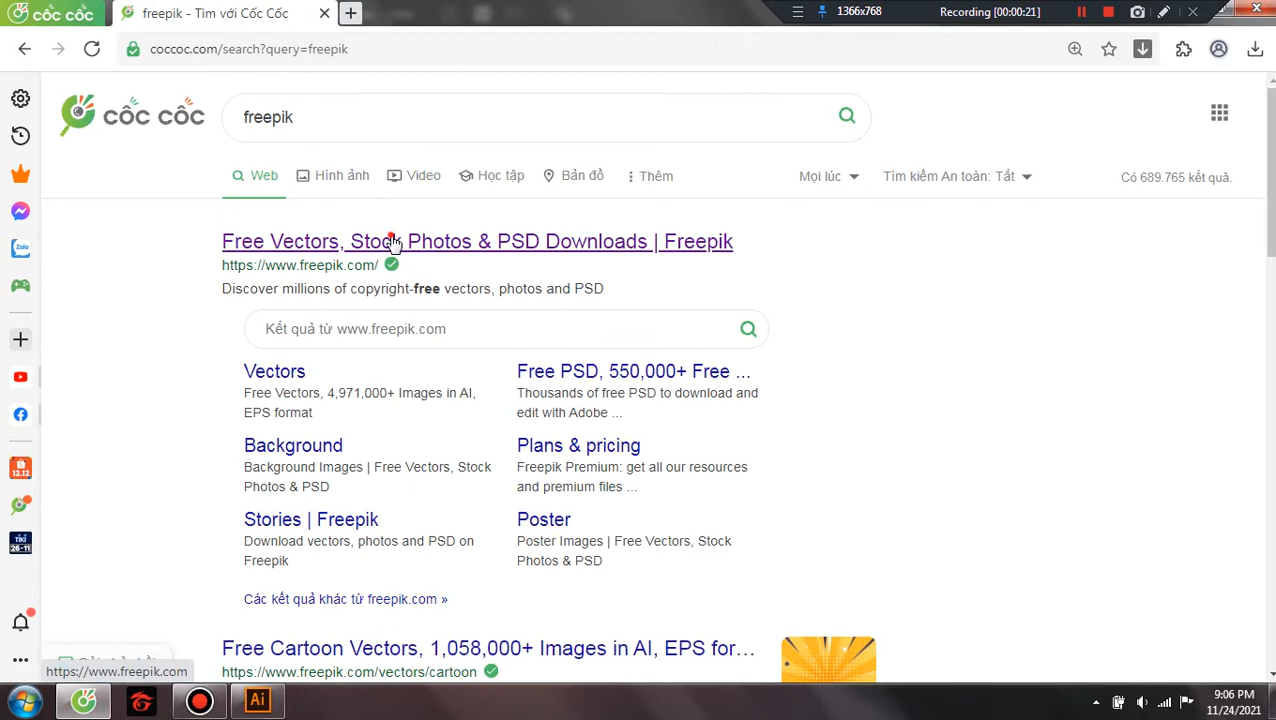 cốc cốc
freepik - Tìm với Cốc Cốc
1366x768
Recording [00:00:21]
coccoc.com/search?query=freepik
cốc cốc
freepik
Web
Hình ảnh
Video
Học tập
Bản đồ
Thêm
Mọi lúc
Tìm kiếm An toàn: Tắt
Có 689.765 kết quả.
Free Vectors, Stock Photos & PSD Downloads | Freepik
https://www.freepik.com/
Discover millions of copyright-free vectors, photos and PSD
Kết quả từ www.freepik.com
Vectors
Free Vectors, 4,971,000+ Images in AI,
EPS format
Free PSD, 550,000+ Free ...
Thousands of free PSD to download and
edit with Adobe ...
Background
Background Images | Free Vectors, Stock
Photos & PSD
Plans & pricing
Freepik Premium: get all our resources
and premium files ...
Stories | Freepik
Download vectors, photos and PSD on
Freepik
Poster
Poster Images | Free Vectors, Stock
Photos & PSD
Các kết quả khác từ freepik.com »
Free Cartoon Vectors, 1,058,000+ Images in AI, EPS for...
https://www.freepik.com/vectors/cartoon
Zalo
12.12
TIKI
26-11
https://www.freepik.com
Ai
9:06 PM
11/24/2021